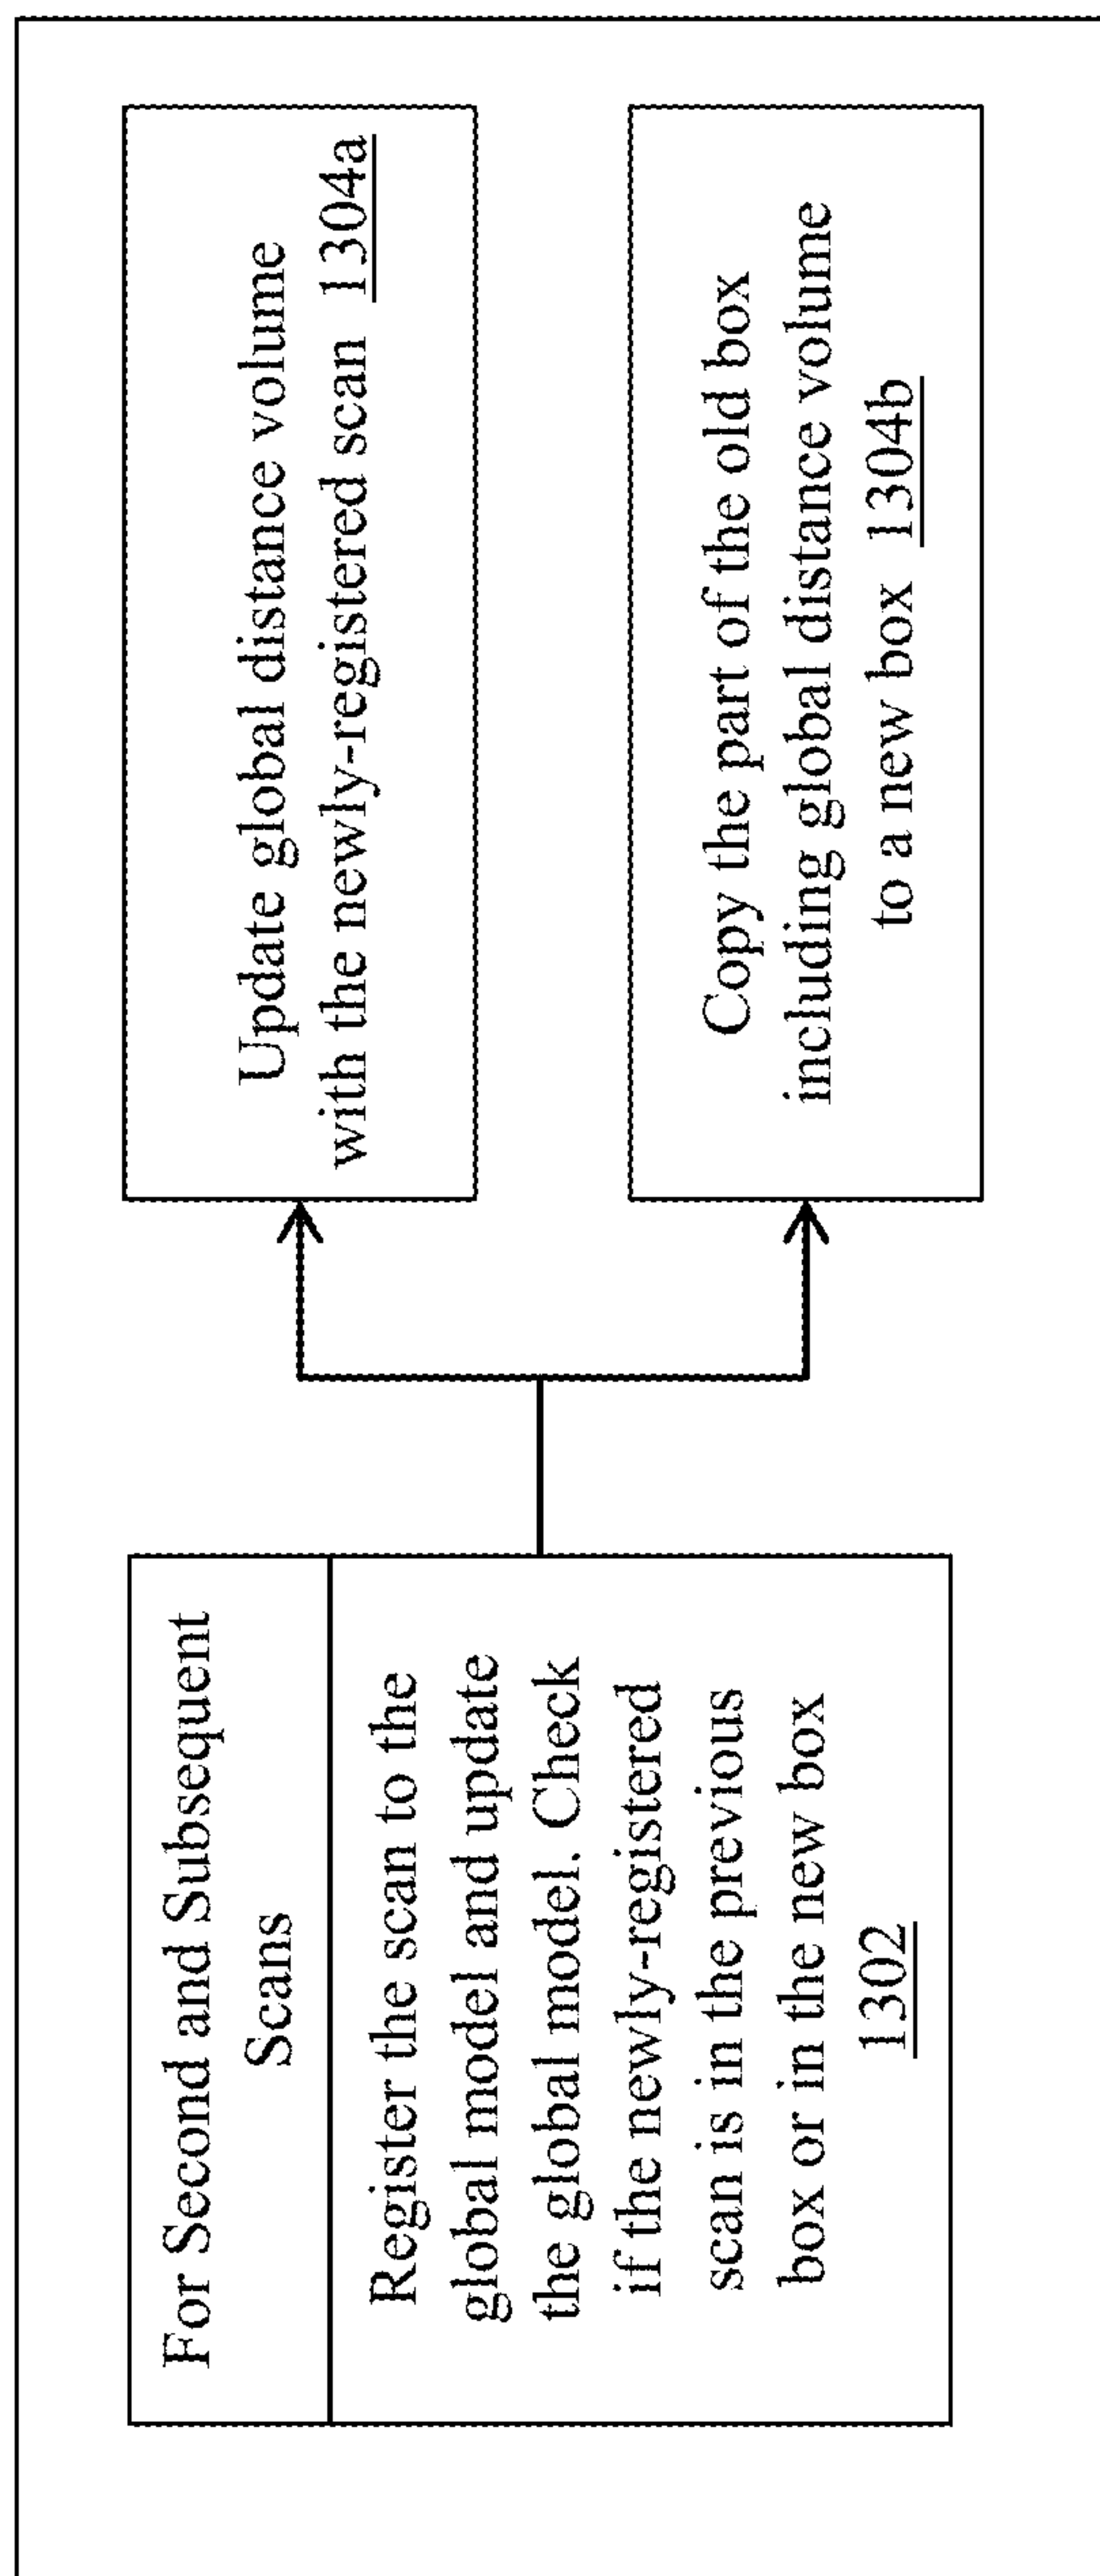 For Second and Subsequent
Scans
Register the scan to the
global model and update
the global model. Check
if the newly-registered
scan is in the previous
box or in the new box
1302
Update global distance volume
with the newly-registered scan 1304a
Copy the part of the old box
including global distance volume
to a new box 1304b